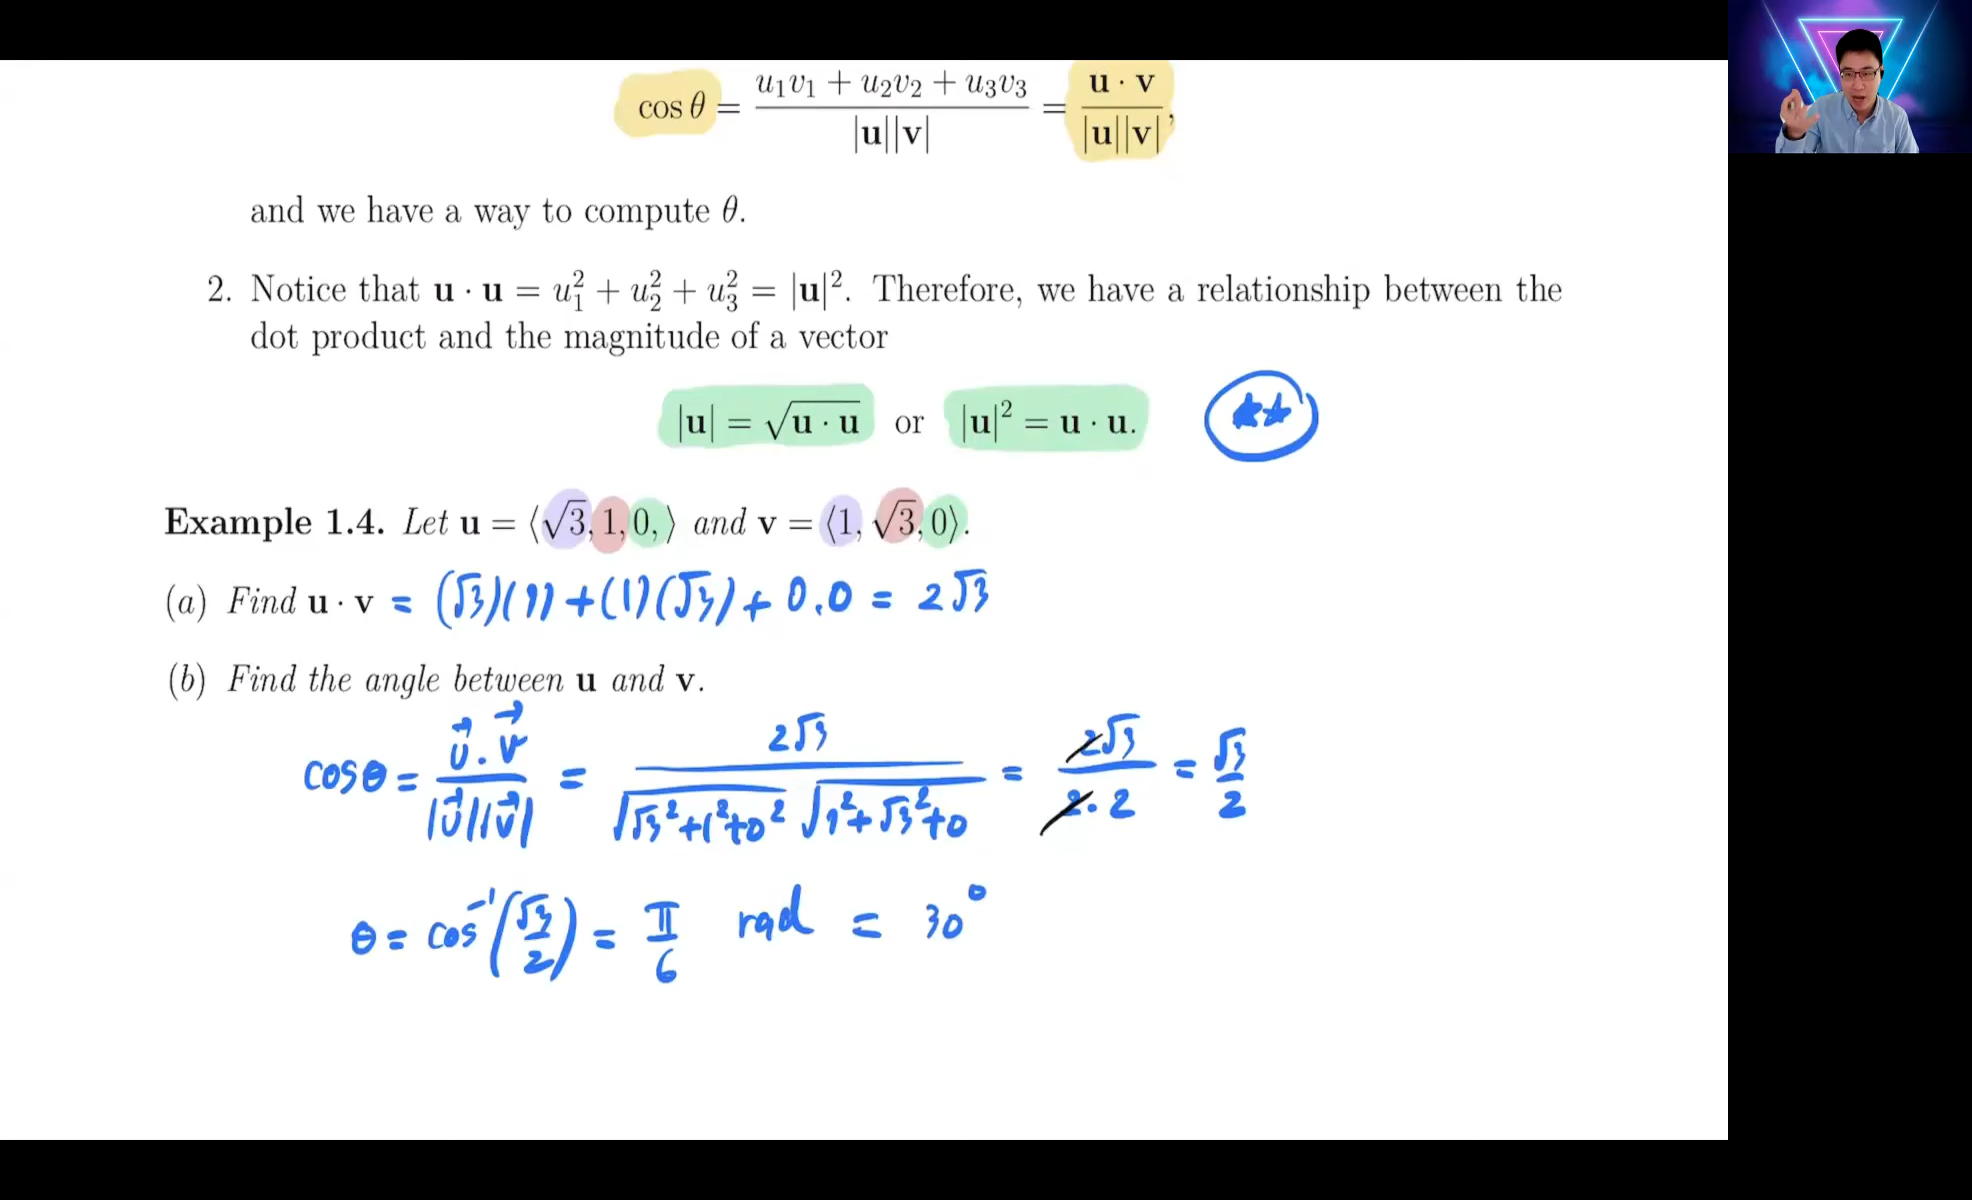 cos θ = (u₁v₁ + u₂v₂ + u₃v₃) / (|u||v|) = (u · v) / (|u||v|),
and we have a way to compute θ.
2. Notice that u · u = u₁² + u₂² + u₃² = |u|². Therefore, we have a relationship between the
dot product and the magnitude of a vector
|u| = √(u · u) or |u|² = u · u. ★★
Example 1.4. Let u = ⟨√3, 1, 0, ⟩ and v = ⟨1, √3, 0⟩.
(a) Find u · v = (√3)(1) + (1)(√3) + 0.0 = 2√3
(b) Find the angle between u and v.
cos θ = (u⃗ . v⃗) / (|u⃗||v⃗|) = 2√3 / (√(√3² + 1² + 0²) √(1² + √3² + 0)) = 2√3 / (2 · 2) = √3 / 2
θ = cos⁻¹(√3 / 2) = π / 6 rad = 30°